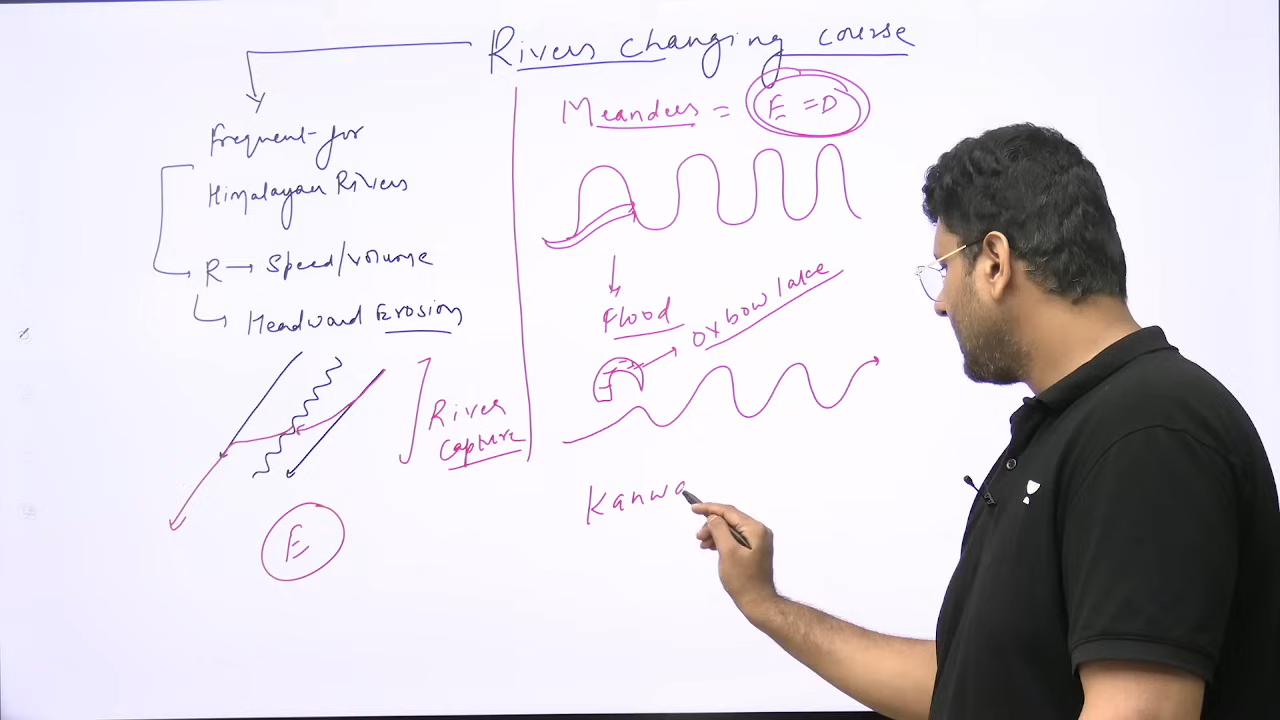 Rivers changing course
Frequent for
Himalayan Rivers
R → Speed/volume
Headward Erosion
River
Capture
E
Meanders = E = D
Flood
Oxbow lake
Kanwa